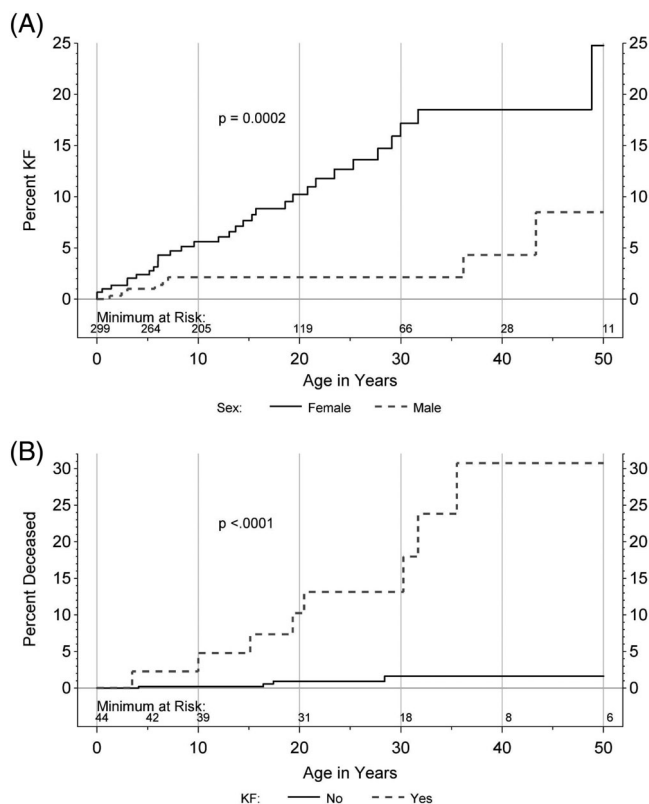 (A)
25 25
20 20
p = 0.0002
15 15
Percent KF
10 10
5 5
0 0
Minimum at Risk:
299 264 205 119 66 28 11
0 10 20 30 40 50
Age in Years
Sex: Female Male
(B)
30 30
25 25
p <.0001
20 20
Percent Deceased
15 15
10 10
5 5
0 0
Minimum at Risk:
44 42 39 31 18 8 6
0 10 20 30 40 50
Age in Years
KF: No Yes